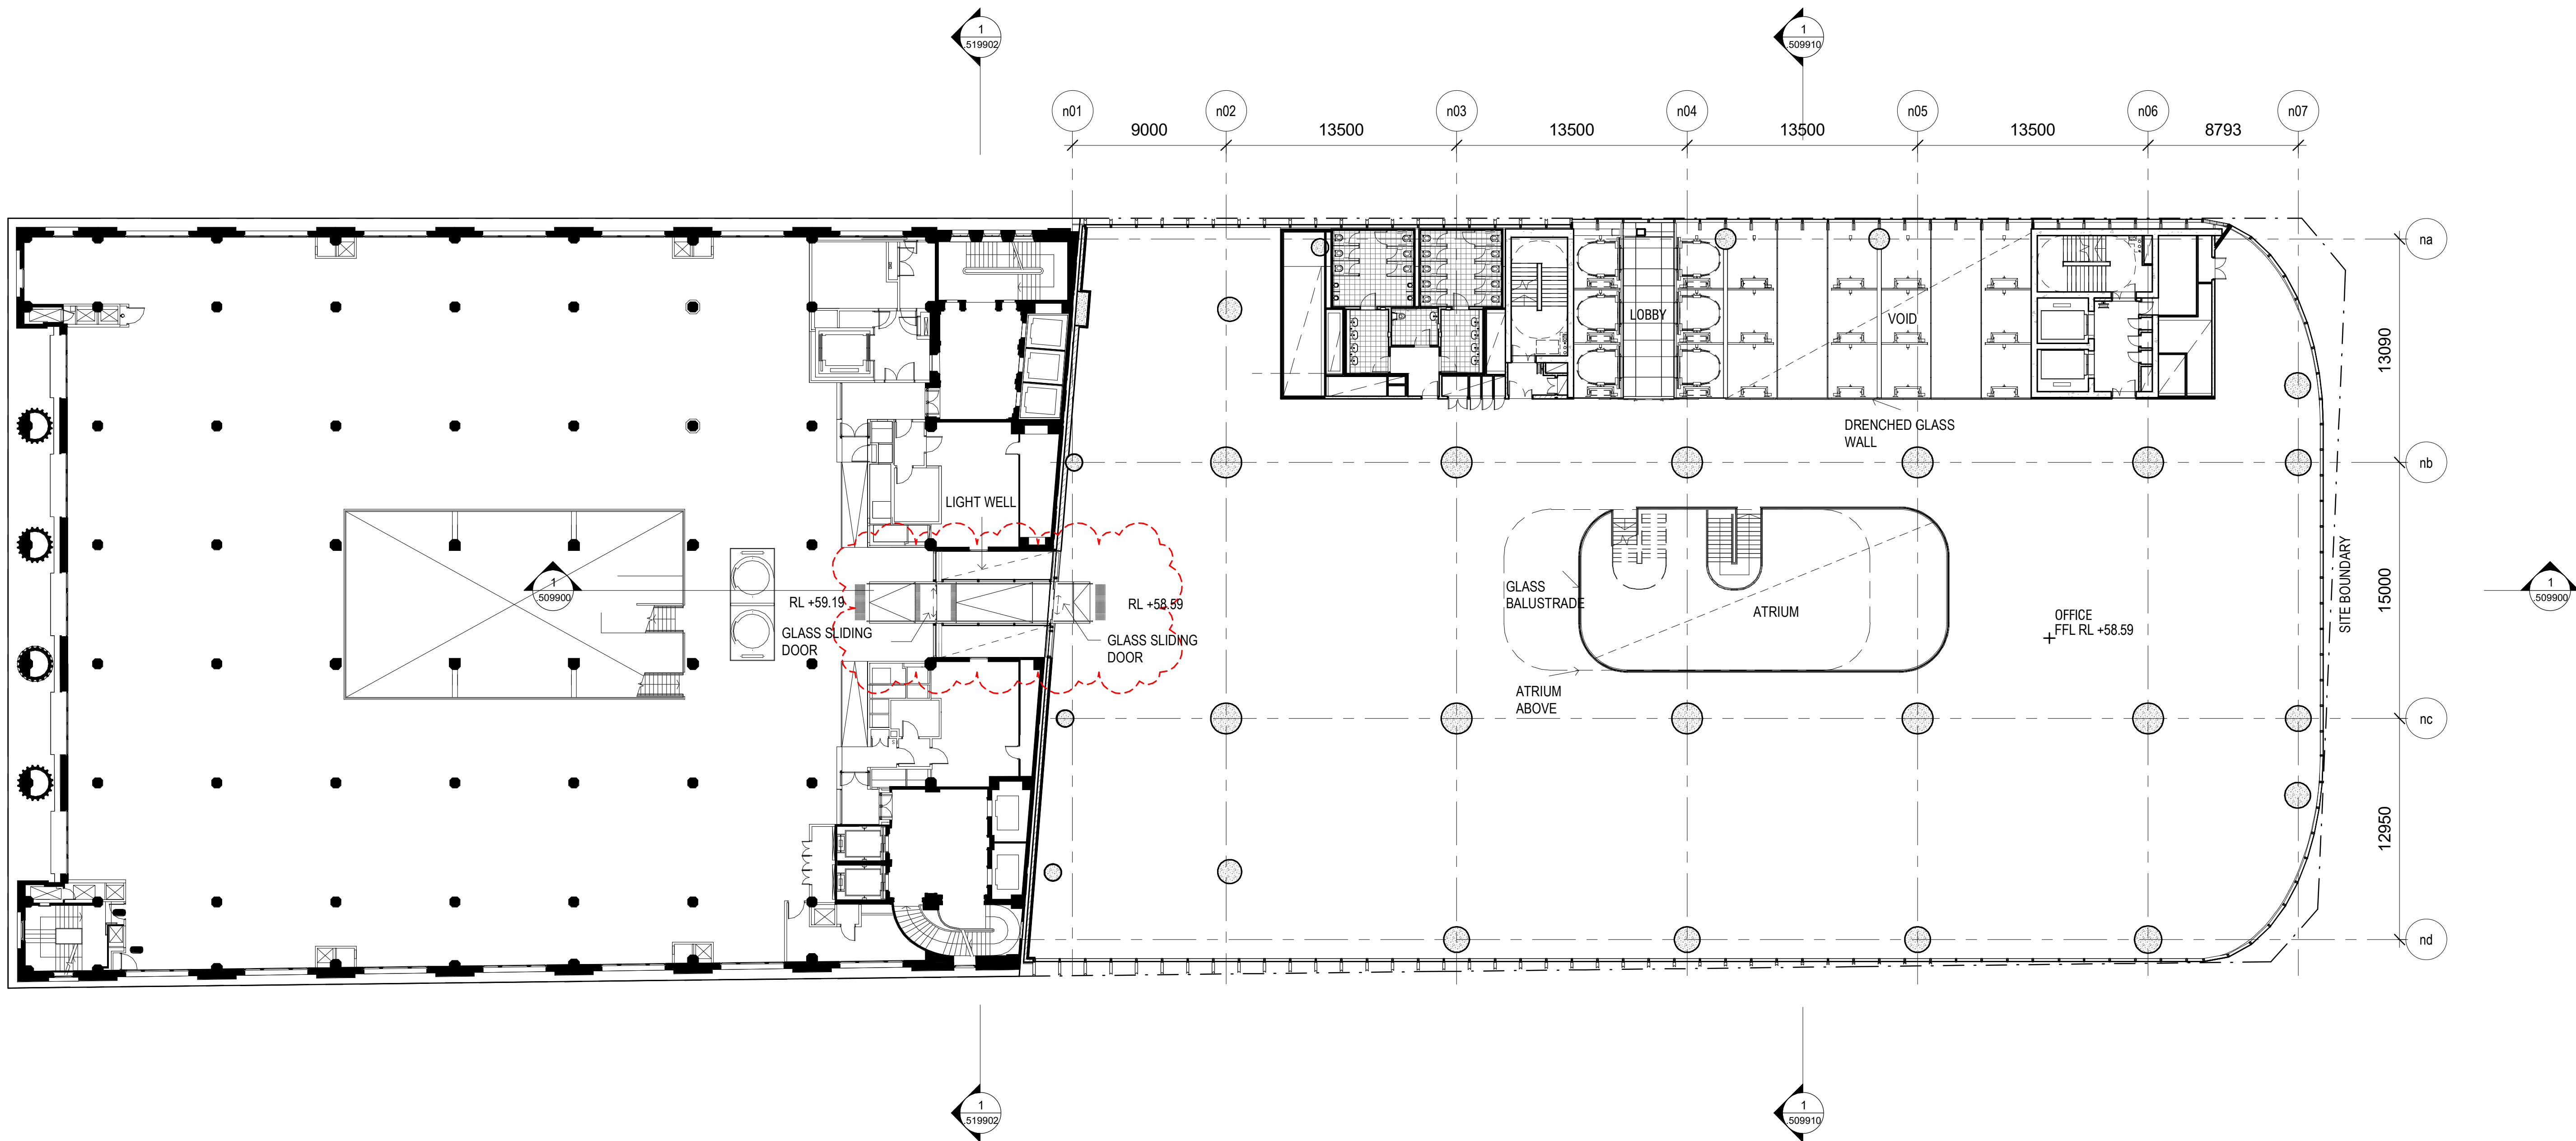 1
.519902
1
.509910
n01
n02
n03
n04
n05
n06
n07
9000
13500
13500
13500
13500
8793
na
LOBBY
VOID
13090
DRENCHED GLASS
WALL
nb
LIGHT WELL
SITE BOUNDARY
1
.509900
RL +59.19
RL +58.59
GLASS SLIDING
DOOR
GLASS SLIDING
DOOR
GLASS
BALUSTRADE
ATRIUM
OFFICE
FFL RL +58.59
15000
1
.509900
ATRIUM
ABOVE
nc
12950
nd
1
.519902
1
.509910